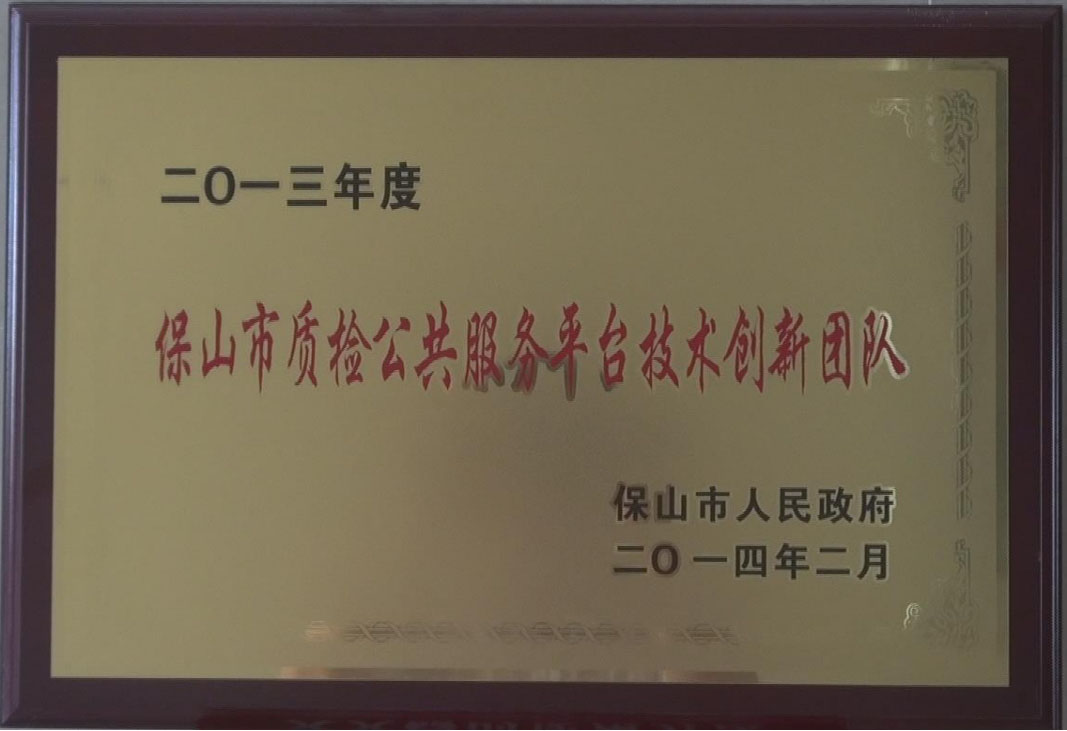 二〇一三年度
保山市质检公共服务平台技术创新团队
保山市人民政府
二〇一四年二月